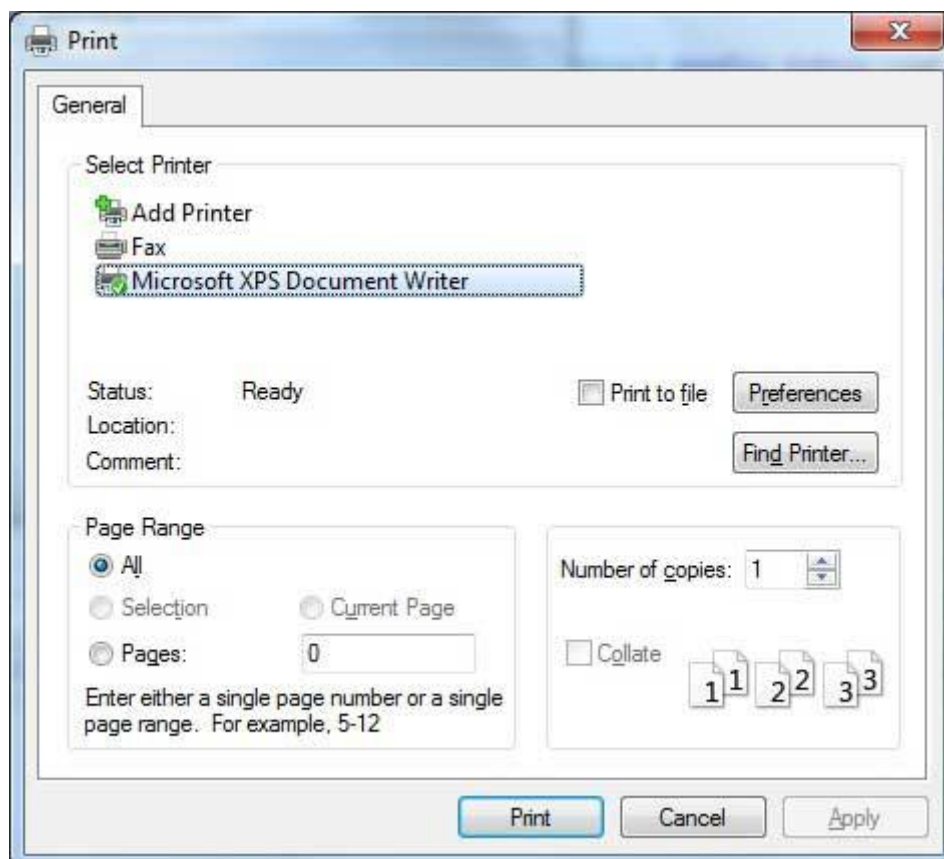 Print
General
Select Printer
Add Printer
Fax
Microsoft XPS Document Writer
Status: Ready
Print to file
Preferences
Location:
Comment:
Find Printer...
Page Range
All
Selection
Current Page
Pages: 0
Enter either a single page number or a single
page range. For example, 5-12
Number of copies: 1
Collate
1 1 2 2 3 3
Print Cancel Apply